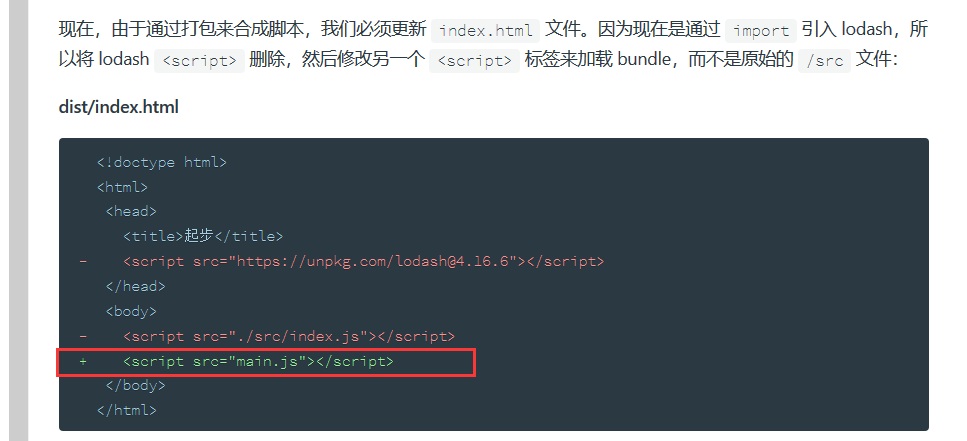 现在，由于通过打包来合成脚本，我们必须更新 index.html 文件。因为现在是通过 import 引入 lodash，所
以将 lodash <script> 删除，然后修改另一个 <script> 标签来加载 bundle，而不是原始的 /src 文件：
dist/index.html
<!doctype html>
<html>
<head>
<title>起步</title>
- <script src="https://unpkg.com/lodash@4.16.6"></script>
</head>
<body>
- <script src="./src/index.js"></script>
+ <script src="main.js"></script>
</body>
</html>